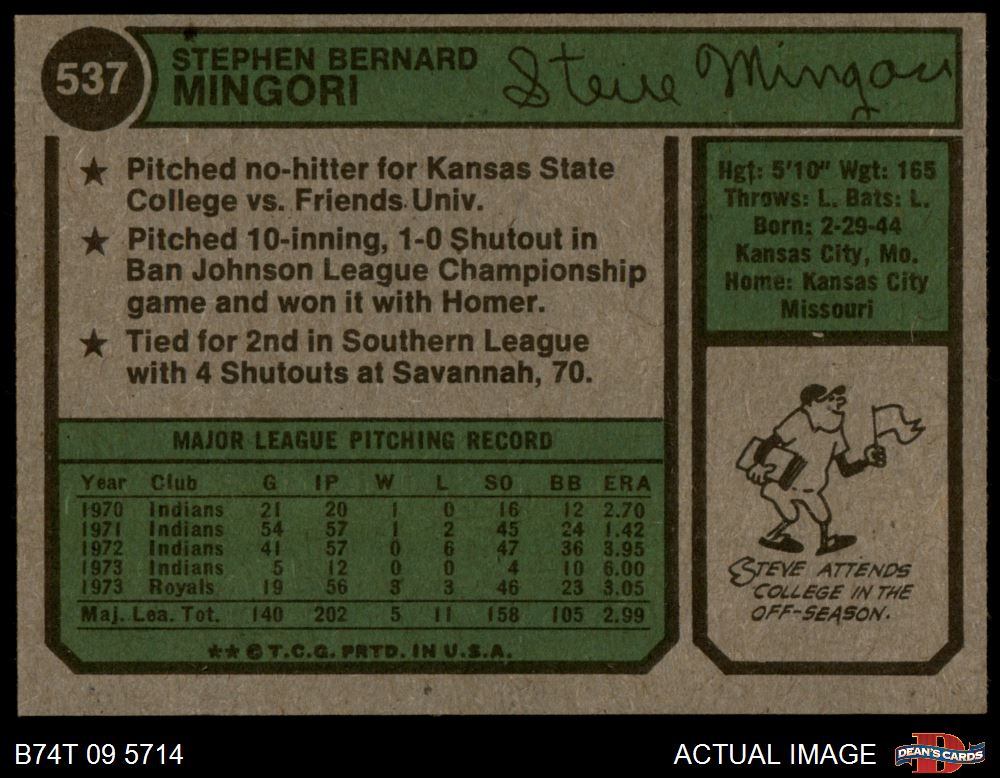 537
STEPHEN BERNARD
MINGORI
Steve Mingori
★ Pitched no-hitter for Kansas State
College vs. Friends Univ.
★ Pitched 10-inning, 1-0 Shutout in
Ban Johnson League Championship
game and won it with Homer.
★ Tied for 2nd in Southern League
with 4 Shutouts at Savannah, 70.
Hgt: 5'10" Wgt: 165
Throws: L. Bats: L.
Born: 2-29-44
Kansas City, Mo.
Home: Kansas City
Missouri
MAJOR LEAGUE PITCHING RECORD
Year Club G IP W L SO BB ERA
1970 Indians 21 20 1 0 16 12 2.70
1971 Indians 54 57 1 2 45 24 1.42
1972 Indians 41 57 0 6 47 36 3.95
1973 Indians 5 12 0 0 4 10 6.00
1973 Royals 19 56 3 3 46 23 3.05
Maj. Lea. Tot. 140 202 5 11 158 105 2.99
★★ © T.C.G. PRTD. IN U.S.A.
STEVE ATTENDS
COLLEGE IN THE
OFF-SEASON.
B74T 09 5714
ACTUAL IMAGE
D
DEAN'S CARDS